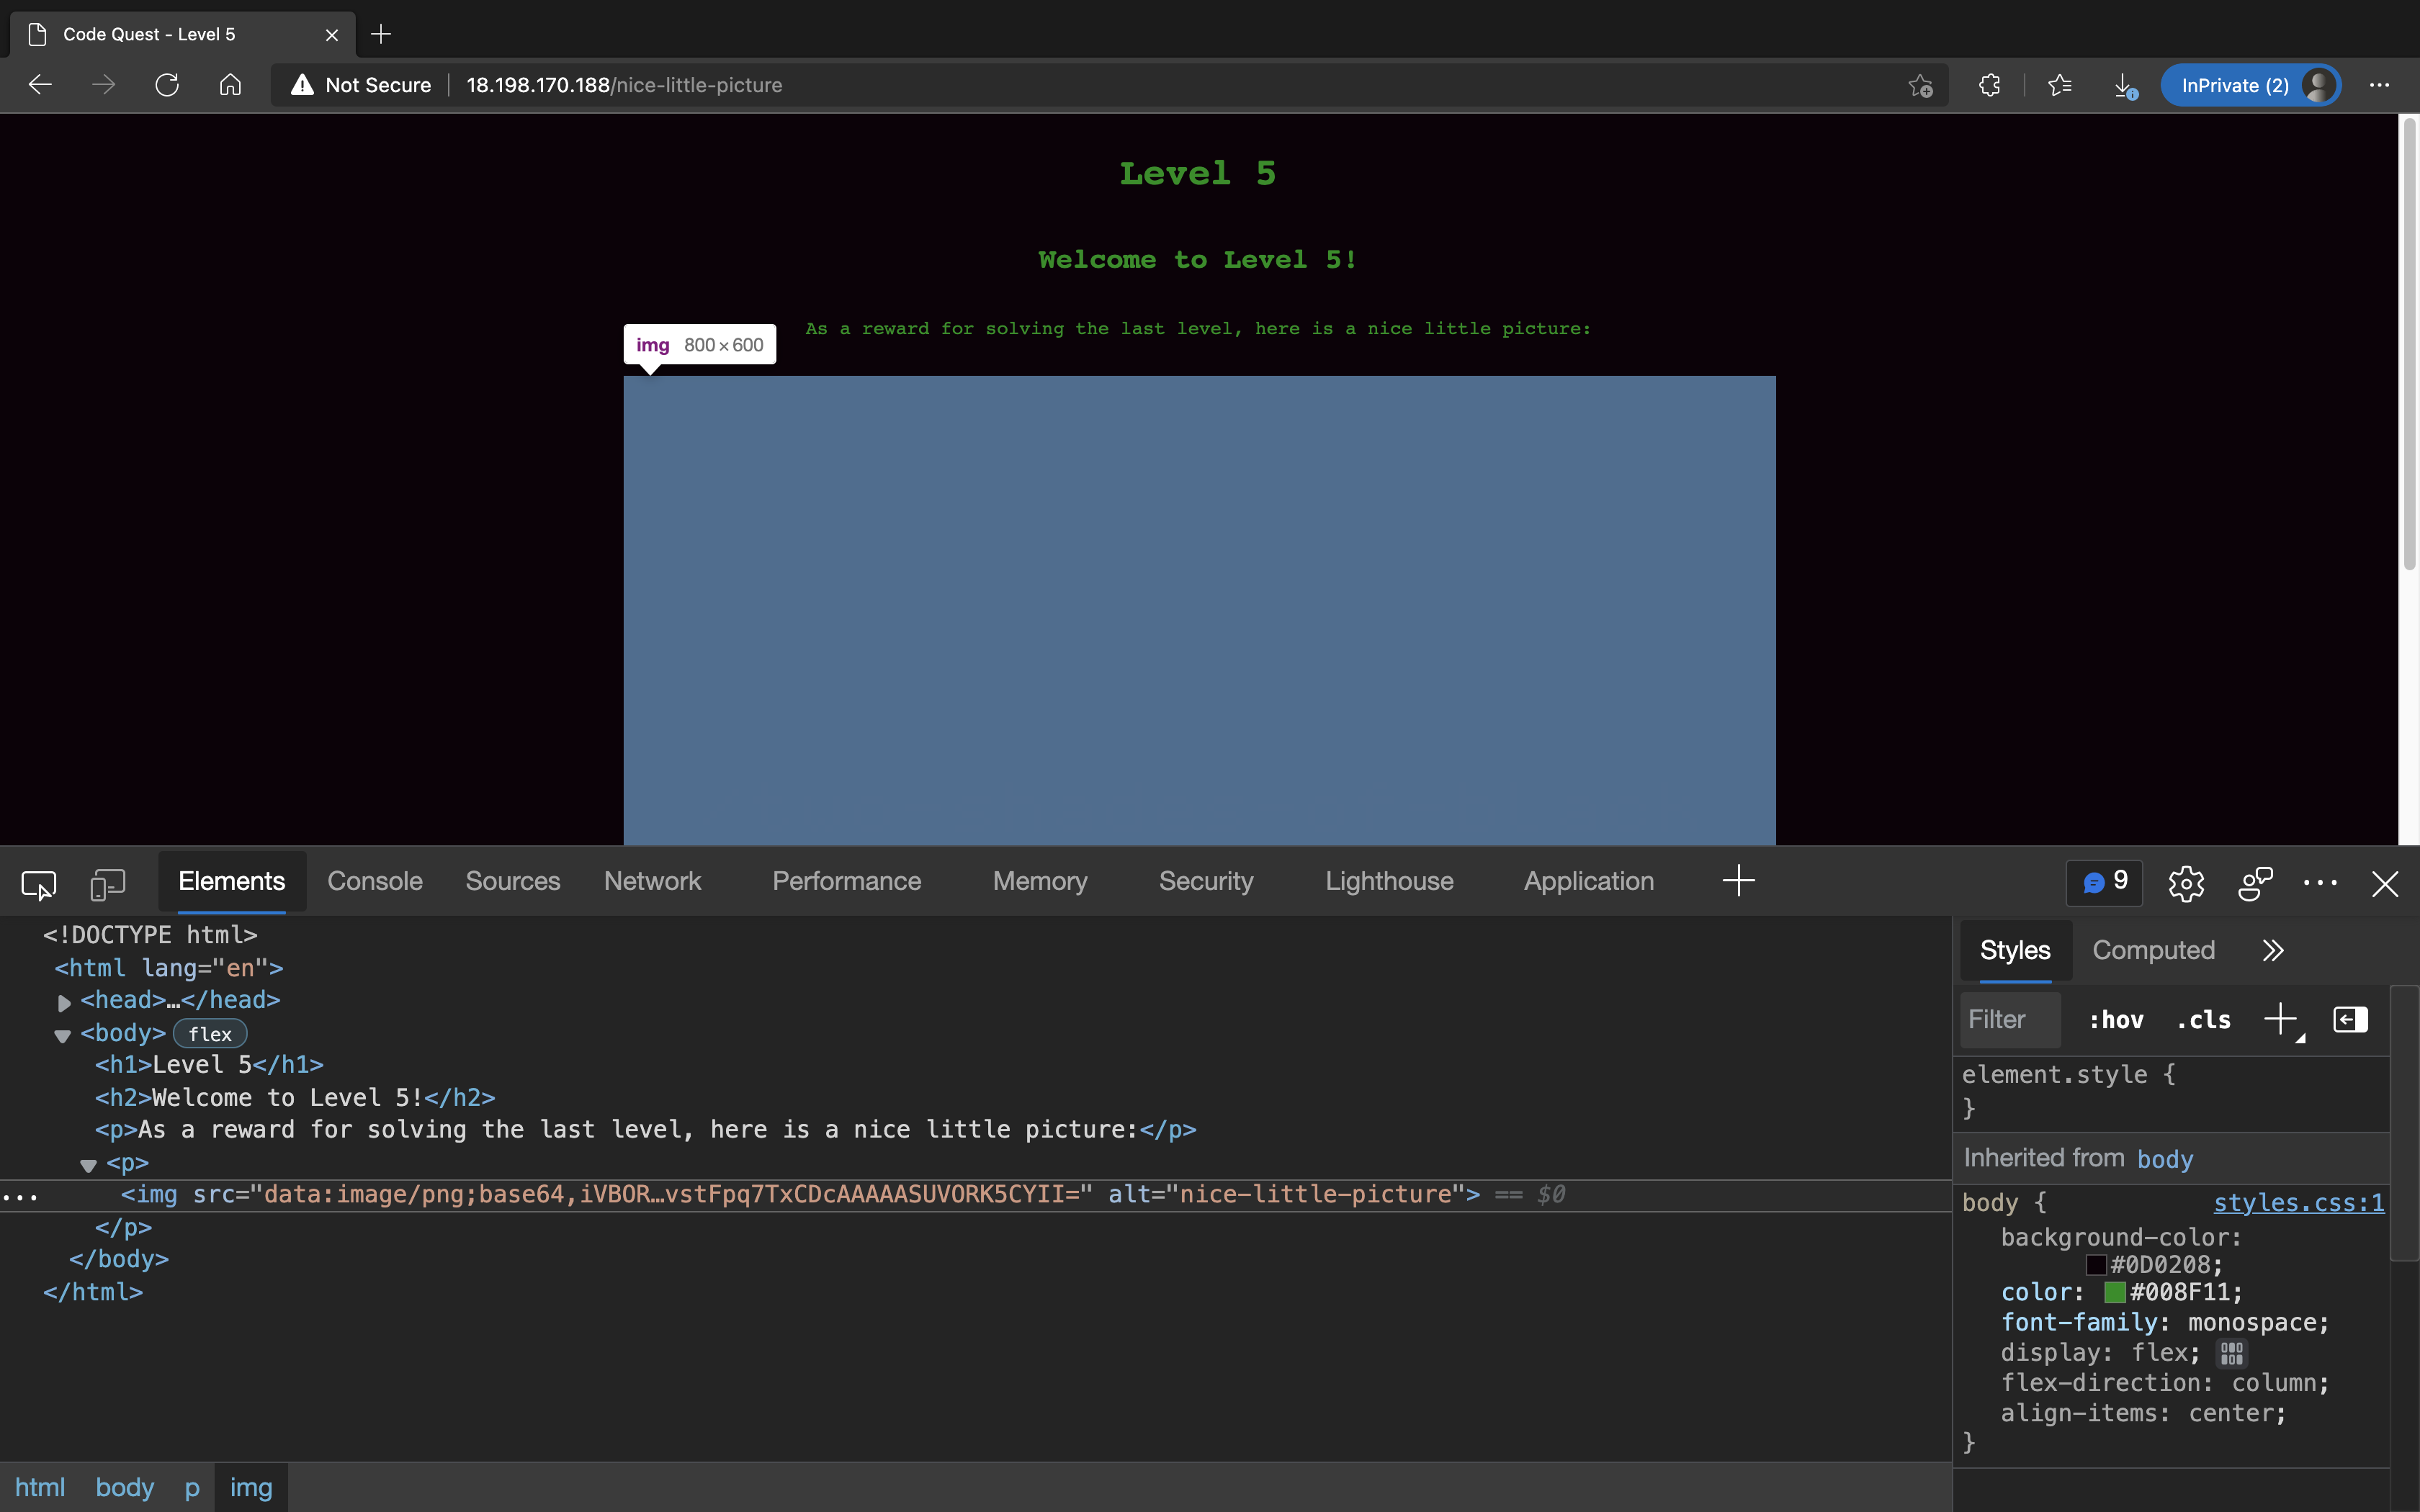 Code Quest - Level 5
Not Secure 18.198.170.188/nice-little-picture
InPrivate (2)
Level 5
Welcome to Level 5!
As a reward for solving the last level, here is a nice little picture:
img 800×600
Elements Console Sources Network Performance Memory Security Lighthouse Application 9
<!DOCTYPE html>
<html lang="en">
<head>…</head>
<body> flex
<h1>Level 5</h1>
<h2>Welcome to Level 5!</h2>
<p>As a reward for solving the last level, here is a nice little picture:</p>
<p>
<img src="data:image/png;base64,iVBOR…vstFpq7TxCDcAAAAASUVORK5CYII=" alt="nice-little-picture"> == $0
</p>
</body>
</html>
html body p img
Styles Computed
Filter :hov .cls
element.style {
}
Inherited from body
body { styles.css:1
background-color:
#0D0208;
color: #008F11;
font-family: monospace;
display: flex;
flex-direction: column;
align-items: center;
}